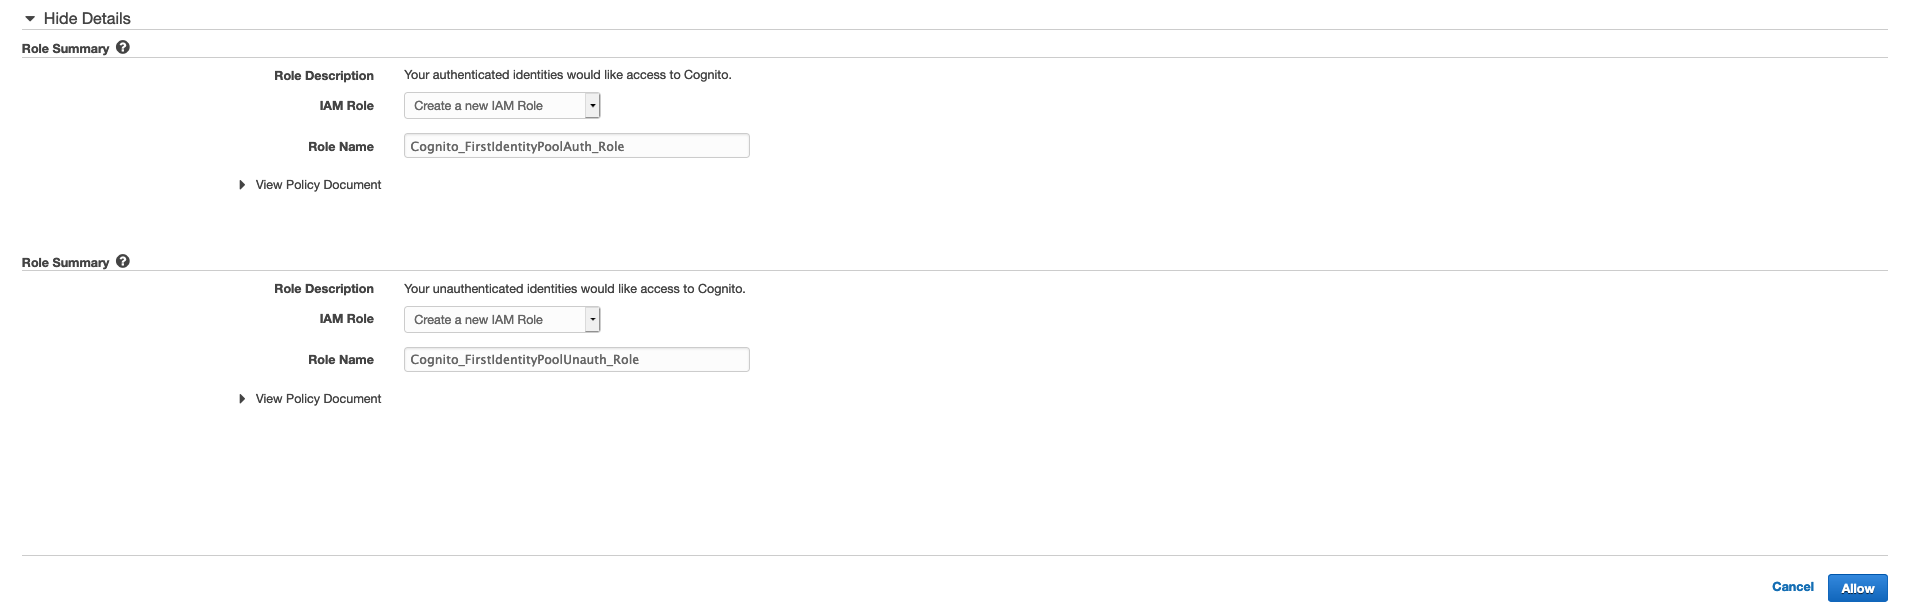 Hide Details
Role Summary
Role Description Your authenticated identities would like access to Cognito.
IAM Role Create a new IAM Role
Role Name Cognito_FirstIdentityPoolAuth_Role
View Policy Document
Role Summary
Role Description Your unauthenticated identities would like access to Cognito.
IAM Role Create a new IAM Role
Role Name Cognito_FirstIdentityPoolUnauth_Role
View Policy Document
Cancel Allow